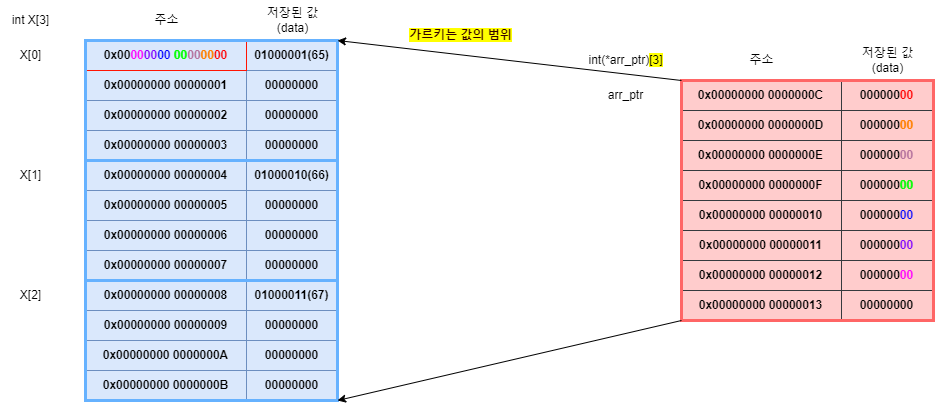 int X[3]
주소
저장된 값
(data)
X[0]
0x00000000 00000000
01000001(65)
0x00000000 00000001
00000000
0x00000000 00000002
00000000
0x00000000 00000003
00000000
X[1]
0x00000000 00000004
01000010(66)
0x00000000 00000005
00000000
0x00000000 00000006
00000000
0x00000000 00000007
00000000
X[2]
0x00000000 00000008
01000011(67)
0x00000000 00000009
00000000
0x00000000 0000000A
00000000
0x00000000 0000000B
00000000
가르키는 값의 범위
int(*arr_ptr)[3]
arr_ptr
주소
저장된 값
(data)
0x00000000 0000000C
00000000
0x00000000 0000000D
00000000
0x00000000 0000000E
00000000
0x00000000 0000000F
00000000
0x00000000 00000010
00000000
0x00000000 00000011
00000000
0x00000000 00000012
00000000
0x00000000 00000013
00000000